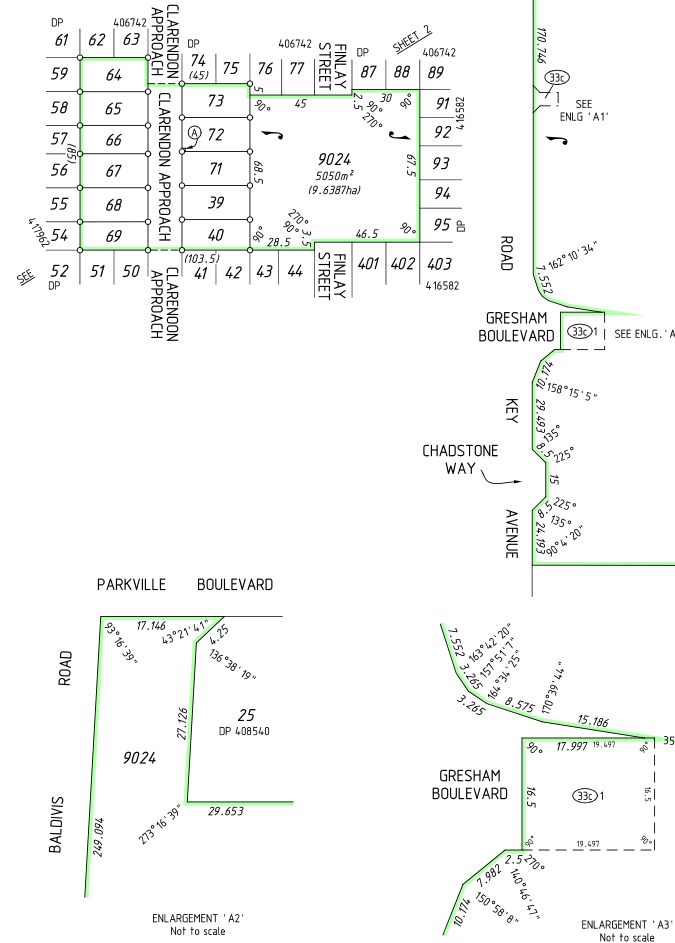 DP 406742
61 62 63
CLARENDON
APPROACH
DP 406742
74 75 76 77
(45)
FINLAY
STREET
DP
SHEET 2
406742
87 88 89
59 64
58 65
57 66
(85)
56 67
55 68
54 69
417962
CLARENDON APPROACH
73
A
72
71
39
40
5
90°
45
2.5
30
90°
270°
90°
68.5
9024
5050m²
(9.6387ha)
67.5
91
92
93
94
95
416582
DP
270°
90°
3.5
90°
28.5
46.5
90°
SEE
52 51 50
DP
CLARENDON
APPROACH
(103.5)
41 42 43 44
FINLAY
STREET
401 402 403
416582
170.746
33c
1
SEE
ENLG 'A1'
ROAD
162°10'34"
7.552
GRESHAM
BOULEVARD
33c 1
SEE ENLG. 'A
10.174
158°15'5"
KEY
29.493
135°
8.5
225°
CHADSTONE
WAY
15
8.5
225°
135°
AVENUE
24.193
90°4'20"
PARKVILLE BOULEVARD
17.146
93°16'39"
43°21'41"
4.25
136°38'19"
ROAD
27.126
25
DP 408540
9024
BALDIVIS
249.094
273°16'39"
29.653
ENLARGEMENT 'A2'
Not to scale
7.552
163°42'20"
3.265
157°51'7"
164°34'25"
3.265
8.575
170°39'44"
15.186
35
90°
17.997
19.497
90°
GRESHAM
BOULEVARD
16.5
33c 1
16.5
90°
19.497
90°
2.5
270°
7.982
140°46'47"
150°58'8"
10.174
ENLARGEMENT 'A3'
Not to scale